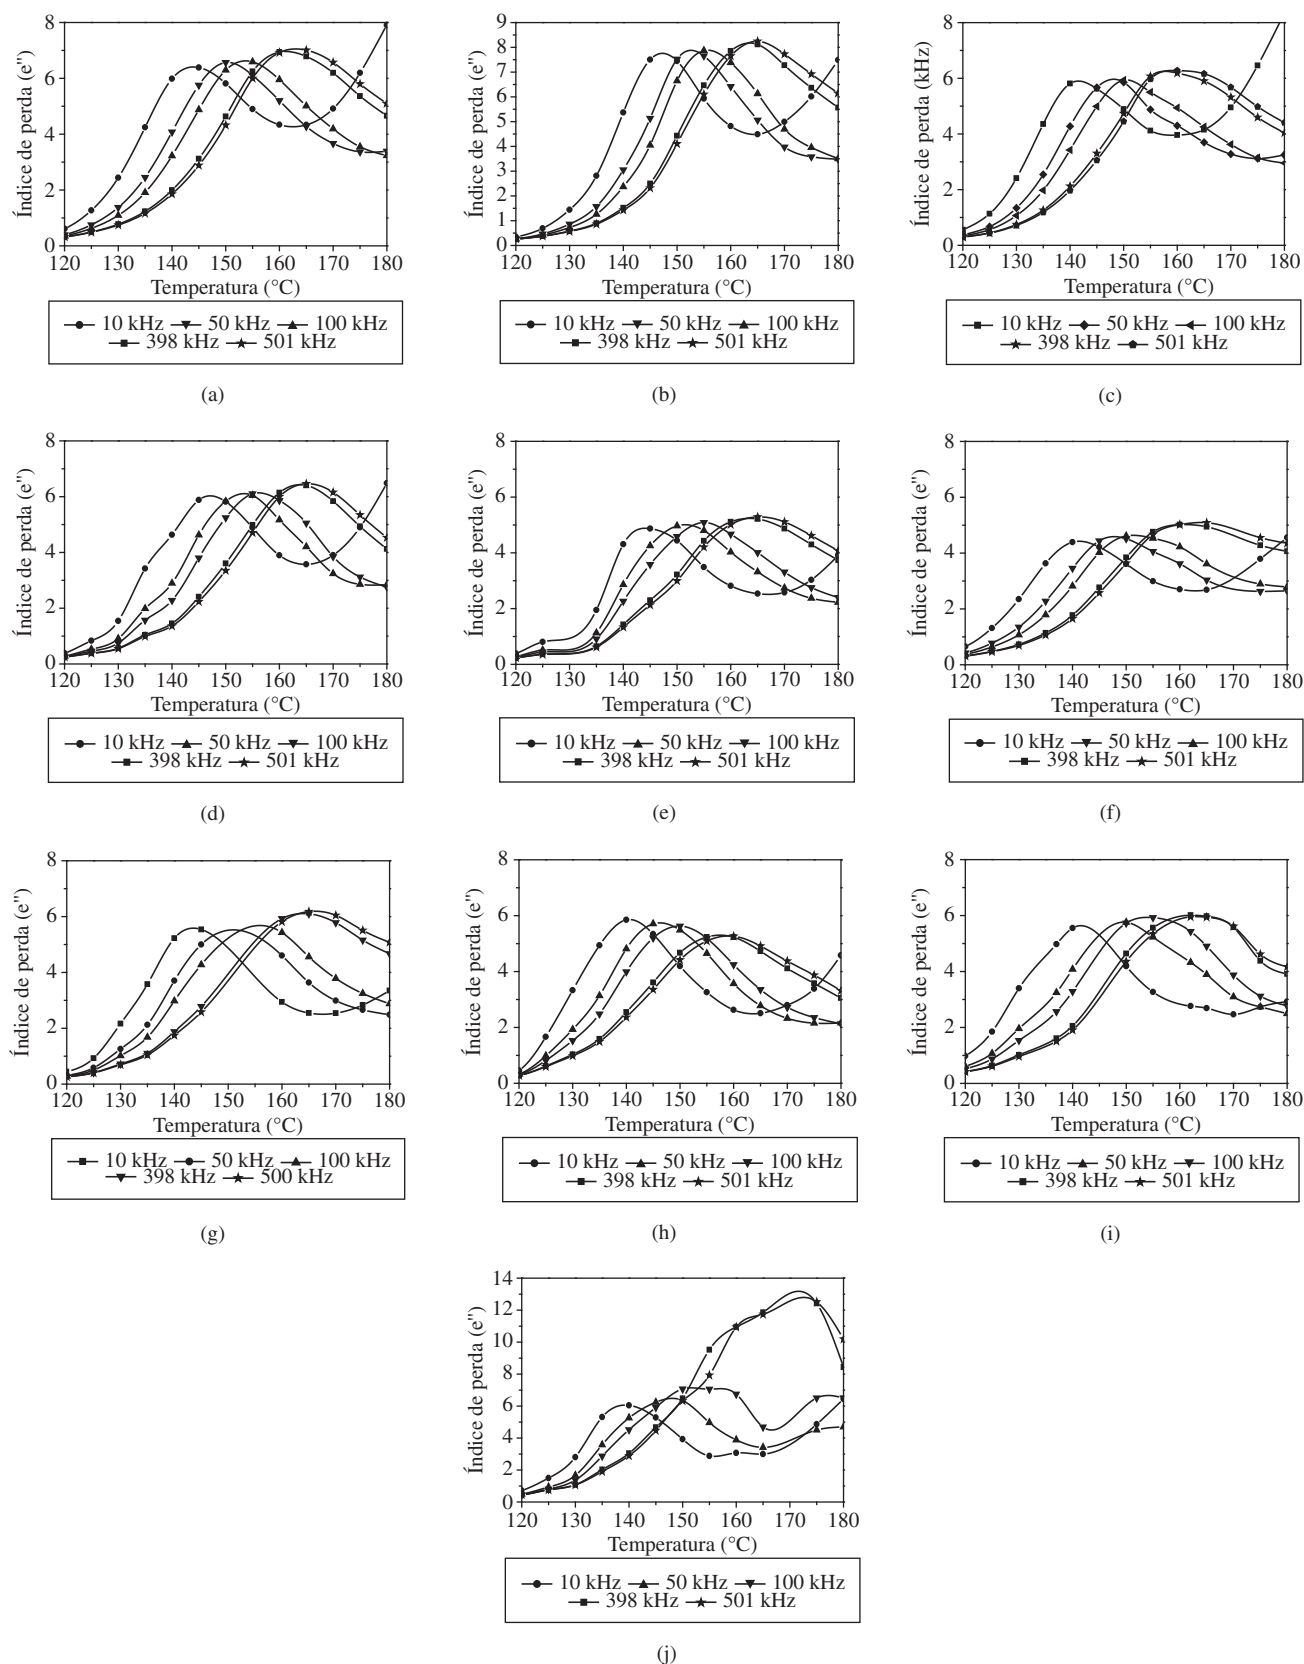 Índice de perda (e")
8
6
4
2
0
120 130 140 150 160 170 180
Temperatura (°C)
10 kHz 50 kHz 100 kHz
398 kHz 501 kHz
(a)
Índice de perda (e")
9
8
7
6
5
4
3
2
1
0
120 130 140 150 160 170 180
Temperatura (°C)
10 kHz 50 kHz 100 kHz
398 kHz 501 kHz
(b)
Índice de perda (kHz)
8
6
4
2
0
120 130 140 150 160 170 180
Temperatura (°C)
10 kHz 50 kHz 100 kHz
398 kHz 501 kHz
(c)
Índice de perda (e")
8
6
4
2
0
120 130 140 150 160 170 180
Temperatura (°C)
10 kHz 50 kHz 100 kHz
398 kHz 501 kHz
(d)
Índice de perda (e")
8
6
4
2
0
120 130 140 150 160 170 180
Temperatura (°C)
10 kHz 50 kHz 100 kHz
398 kHz 501 kHz
(e)
Índice de perda (e")
8
6
4
2
0
120 130 140 150 160 170 180
Temperatura (°C)
10 kHz 50 kHz 100 kHz
398 kHz 501 kHz
(f)
Índice de perda (e")
8
6
4
2
0
120 130 140 150 160 170 180
Temperatura (°C)
10 kHz 50 kHz 100 kHz
398 kHz 500 kHz
(g)
Índice de perda (e")
8
6
4
2
0
120 130 140 150 160 170 180
Temperatura (°C)
10 kHz 50 kHz 100 kHz
398 kHz 501 kHz
(h)
Índice de perda (e")
8
6
4
2
0
120 130 140 150 160 170 180
Temperatura (°C)
10 kHz 50 kHz 100 kHz
398 kHz 501 kHz
(i)
Índice de perda (e")
14
12
10
8
6
4
2
0
120 130 140 150 160 170 180
Temperatura (°C)
10 kHz 50 kHz 100 kHz
398 kHz 501 kHz
(j)